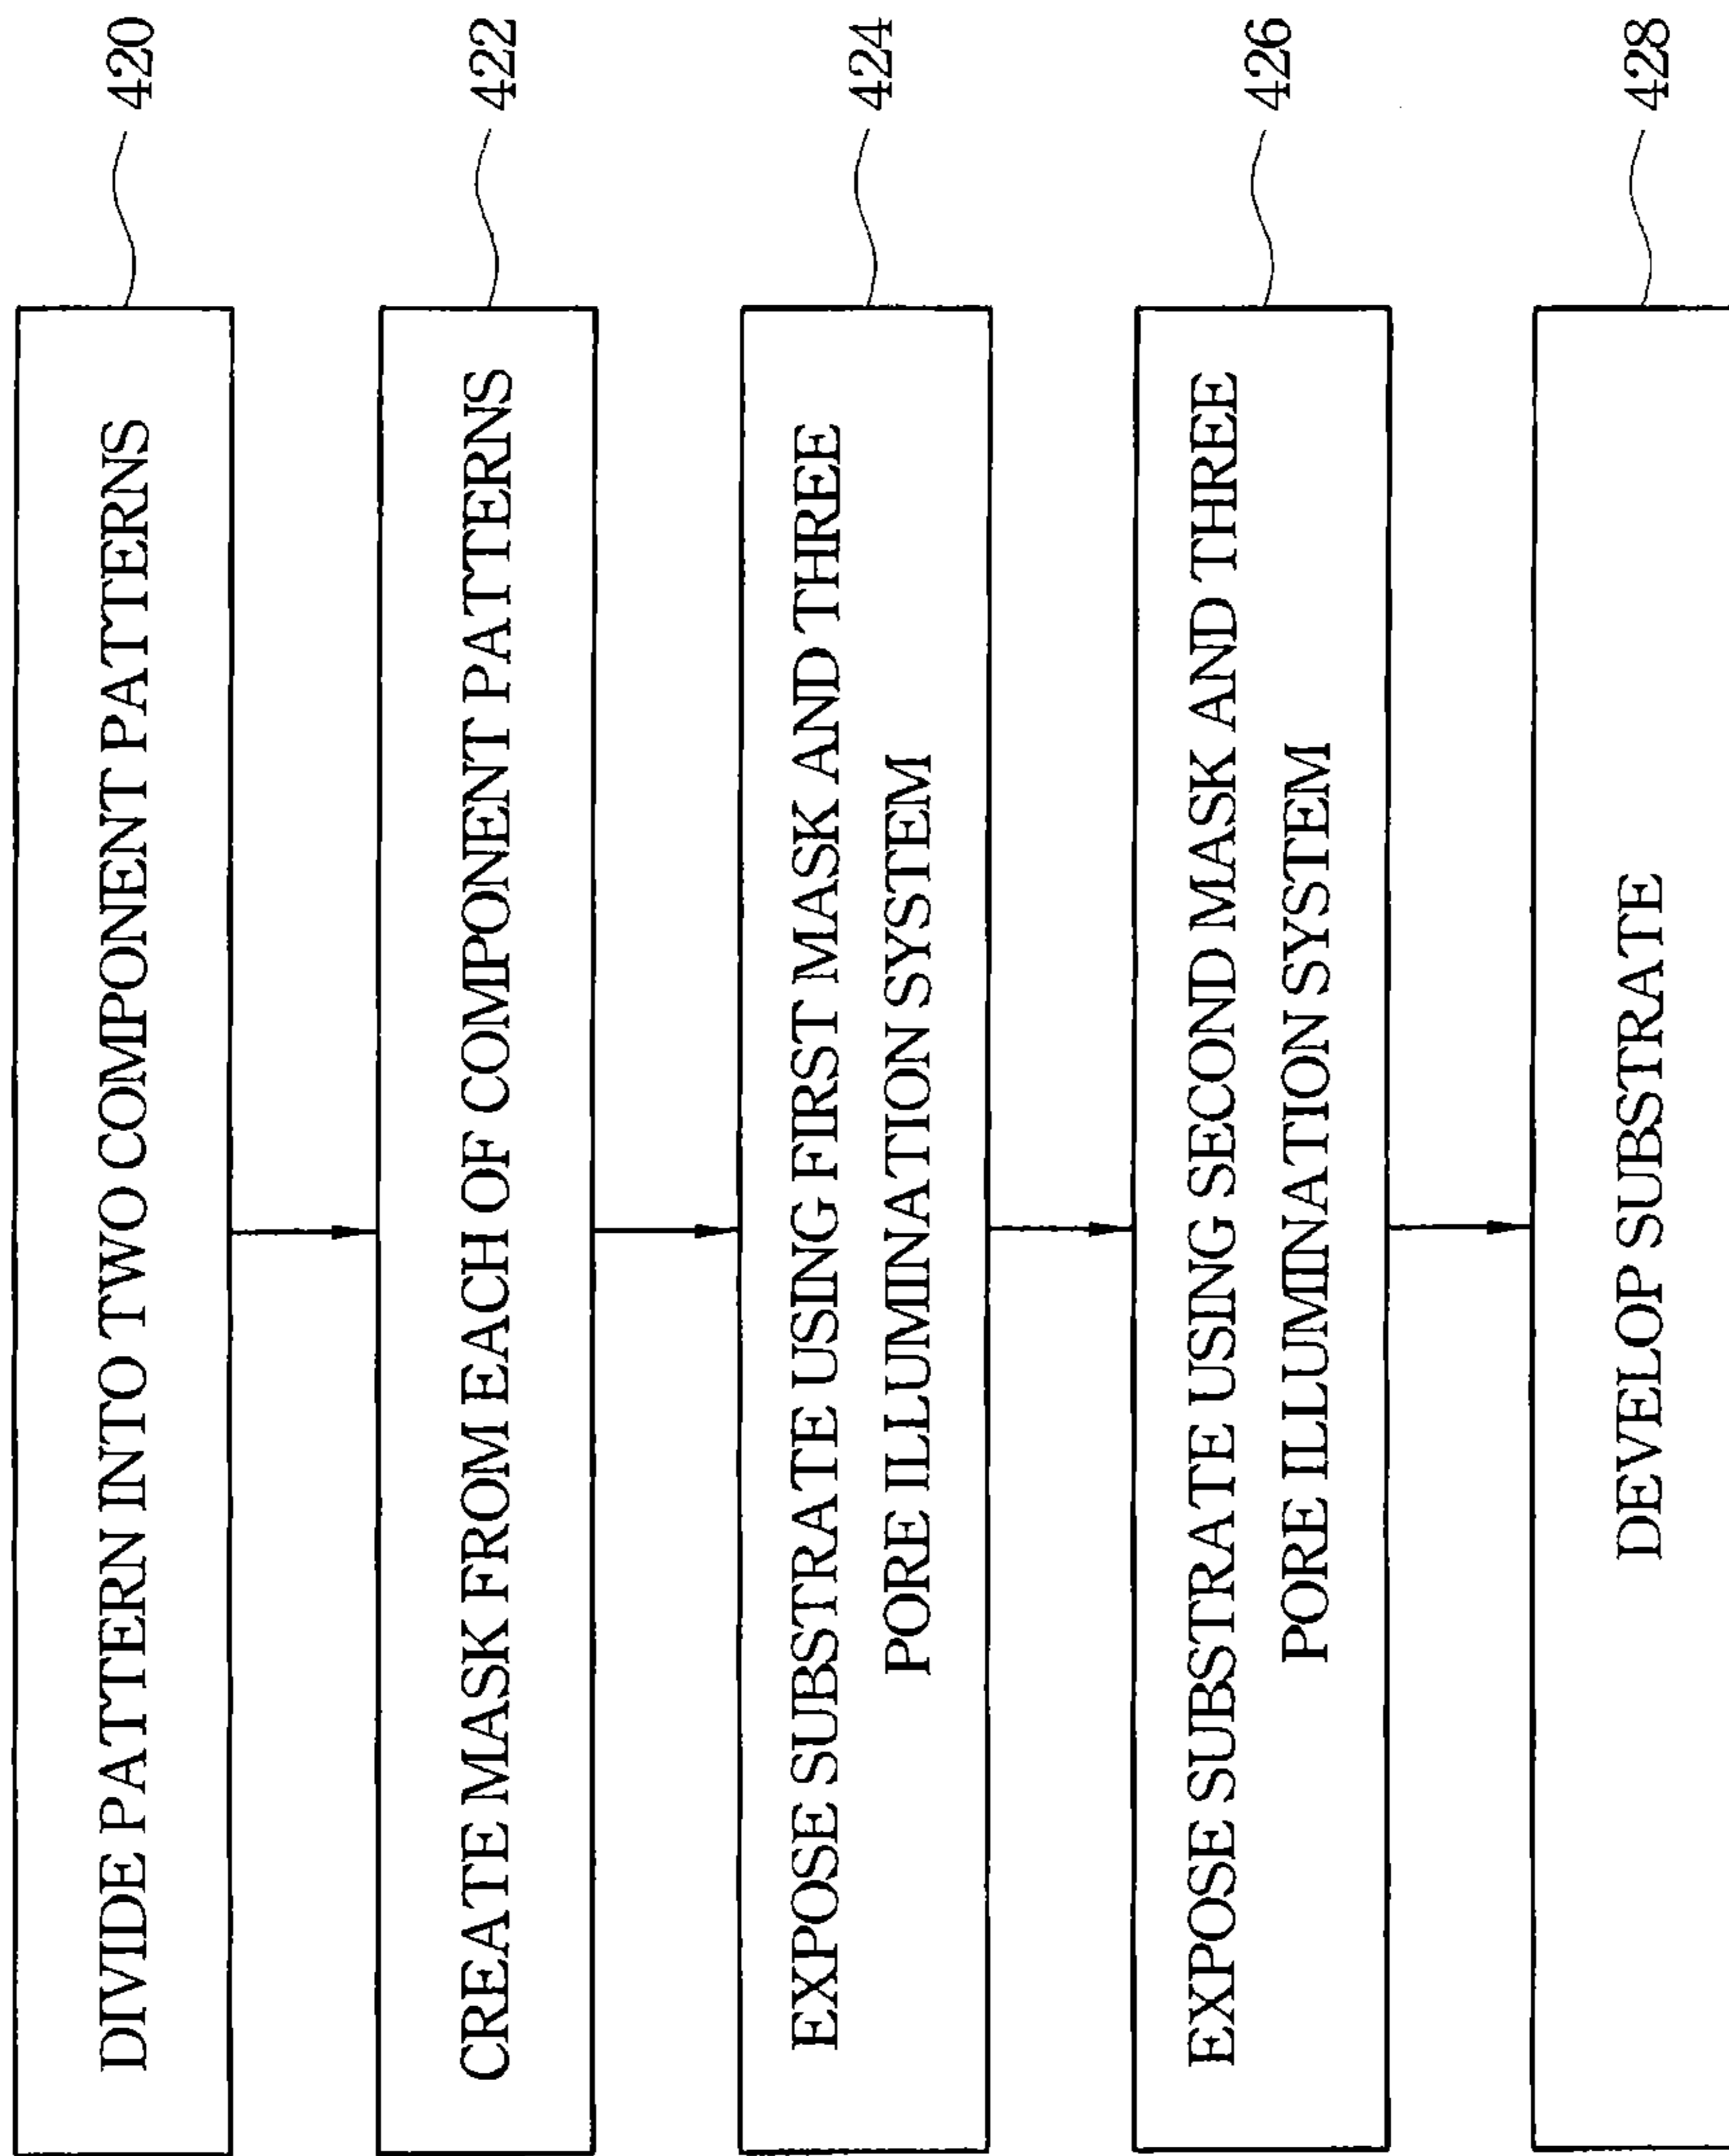 DIVIDE PATTERN INTO TWO COMPONENT PATTERNS
420
CREATE MASK FROM EACH OF COMPONENT PATTERNS
422
EXPOSE SUBSTRATE USING FIRST MASK AND THREE
PORE ILLUMINATION SYSTEM
424
EXPOSE SUBSTRATE USING SECOND MASK AND THREE
PORE ILLUMINATION SYSTEM
426
DEVELOP SUBSTRATE
428